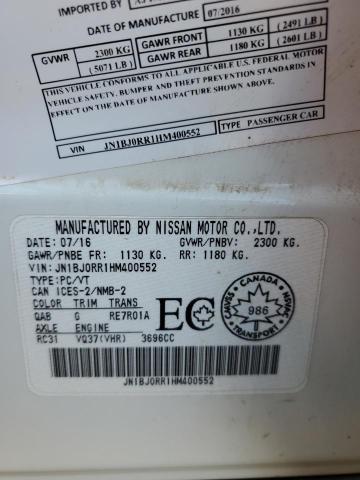 IMPORTED BY
DATE OF MANUFACTURE 07/2016
GVWR 2300 KG (5071 LB)
GAWR FRONT 1130 KG (2491 LB)
GAWR REAR 1180 KG (2601 LB)
THIS VEHICLE CONFORMS TO ALL APPLICABLE U.S. FEDERAL MOTOR
VEHICLE SAFETY, BUMPER AND THEFT PREVENTION STANDARDS IN
EFFECT ON THE DATE OF MANUFACTURE SHOWN ABOVE.
VIN JN1BJ0RR1HM400552 TYPE PASSENGER CAR
MANUFACTURED BY NISSAN MOTOR CO.,LTD.
DATE: 07/16 GVWR/PNBV: 2300 KG.
GAWR/PNBE FR: 1130 KG. RR: 1180 KG.
VIN: JN1BJ0RR1HM400552
TYPE:PC/VT
CAN ICES-2/NMB-2
COLOR TRIM TRANS
QAB G RE7R01A
AXLE ENGINE
RC31 VQ37(VHR) 3696CC
EC
CANADA
CMVSS
NSVAC
986
TRANSPORT
JN1BJ0RR1HM400552